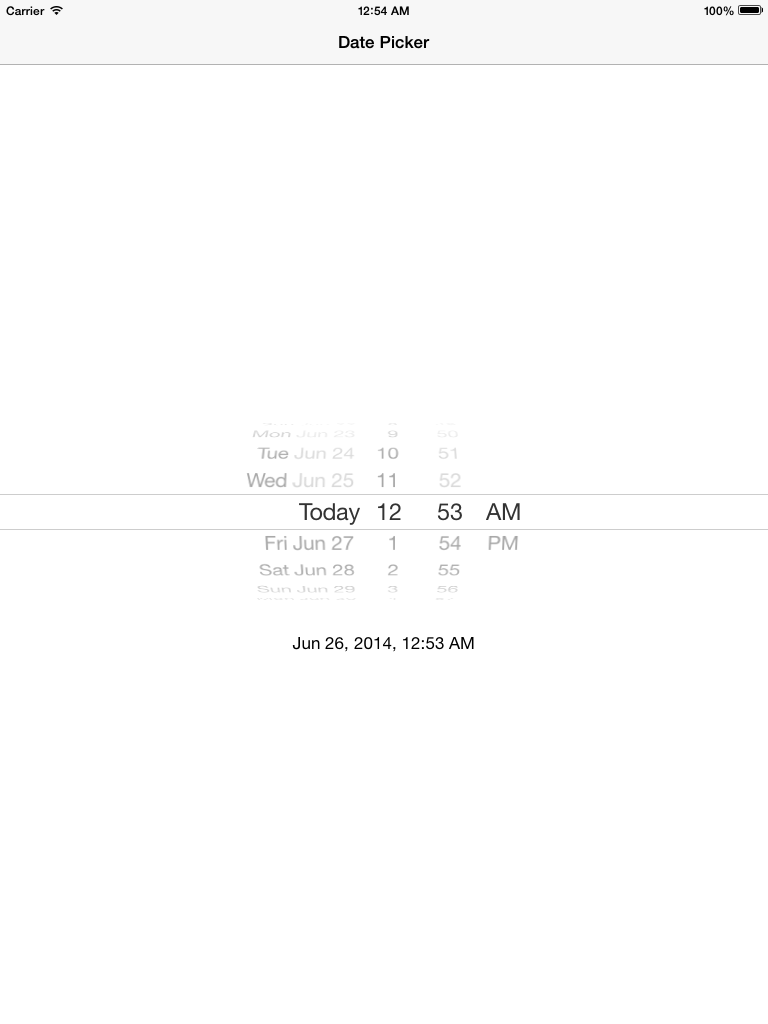 Carrier 12:54 AM 100%
Date Picker
Mon Jun 23 9 50
Tue Jun 24 10 51
Wed Jun 25 11 52
Today 12 53 AM
Fri Jun 27 1 54 PM
Sat Jun 28 2 55
Sun Jun 29 3 56
Jun 26, 2014, 12:53 AM